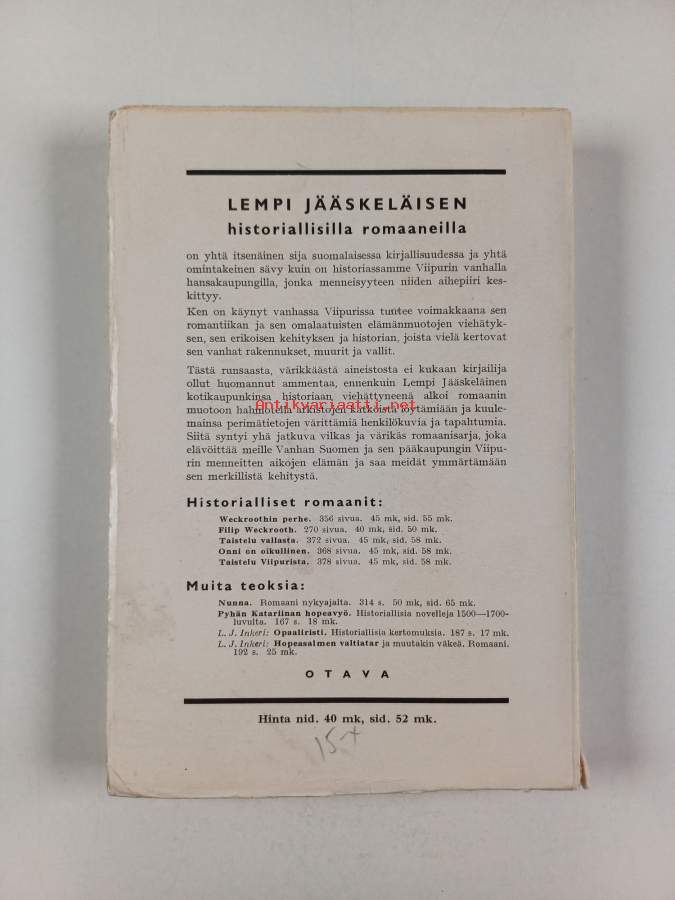 LEMPI JÄÄSKELÄISEN
historiallisilla romaaneilla
on yhtä itsenäinen sija suomalaisessa kirjallisuudessa ja yhtä
omintakeinen sävy kuin on historiassamme Viipurin vanhalla
hansakaupungilla, jonka menneisyyteen niiden aihepiiri kes-
kittyy.
Ken on käynyt vanhassa Viipurissa tuntee voimakkaana sen
romantiikan ja sen omalaatuisten elämänmuotojen viehätyk-
sen, sen erikoisen kehityksen ja historian, joista vielä kertovat
sen vanhat rakennukset, muurit ja vallit.
Tästä runsaasta, värikkäästä aineistosta ei kukaan kirjailija
ollut huomannut ammentaa, ennenkuin Lempi Jääskeläinen
kotikaupunkinsa historiaan viehättyneenä alkoi romaanin
Antikvariaatti.net
muotoon hahmotella arkistojen kätköistä löytämiään ja kuule-
mainsa perimätietojen värittämiä henkilökuvia ja tapahtumia.
Siitä syntyi yhä jatkuva vilkas ja värikäs romaanisarja, joka
elävöittää meille Vanhan Suomen ja sen pääkaupungin Viipu-
rin menneitten aikojen elämän ja saa meidät ymmärtämään
sen merkillistä kehitystä.
Historialliset romaanit:
Weckroothin perhe. 356 sivua. 45 mk, sid. 55 mk.
Filip Weckrooth. 270 sivua. 40 mk, sid. 50 mk.
Taistelu vallasta. 372 sivua. 45 mk, sid. 58 mk.
Onni on oikullinen. 368 sivua. 45 mk, sid. 58 mk.
Taistelu Viipurista. 378 sivua. 45 mk, sid. 58 mk.
Muita teoksia:
Nunna. Romaani nykyajalta. 314 s. 50 mk, sid. 65 mk.
Pyhän Katariinan hopeavyö. Historiallisia novelleja 1500—1700-
luvulta. 167 s. 18 mk.
L. J. Inkeri: Opaaliristi. Historiallisia kertomuksia. 187 s. 17 mk.
L. J. Inkeri: Hopeasalmen valtiatar ja muutakin väkeä. Romaani.
192 s. 25 mk.
OTAVA
Hinta nid. 40 mk, sid. 52 mk.